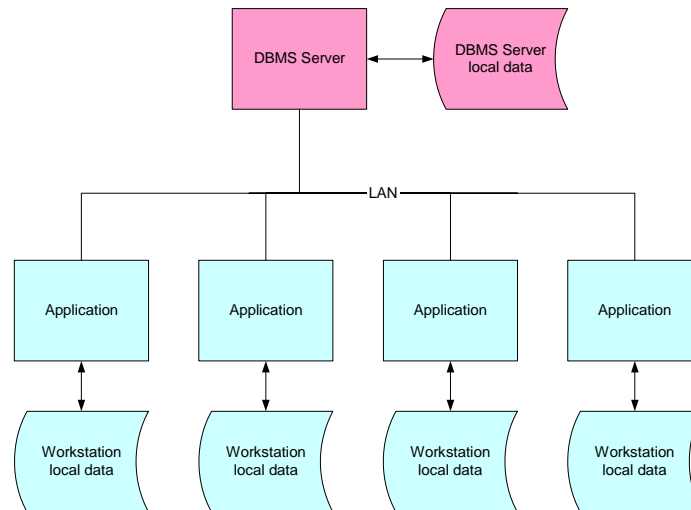 DBMS Server
DBMS Server
local data
LAN
Application
Application
Application
Application
Workstation
local data
Workstation
local data
Workstation
local data
Workstation
local data